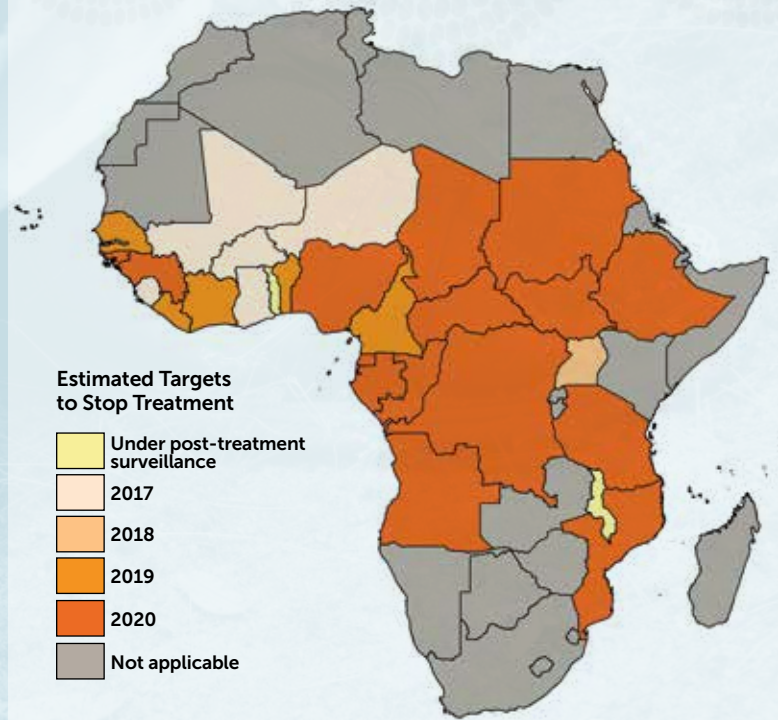 Estimated Targets
to Stop Treatment
Under post-treatment
surveillance
2017
2018
2019
2020
Not applicable